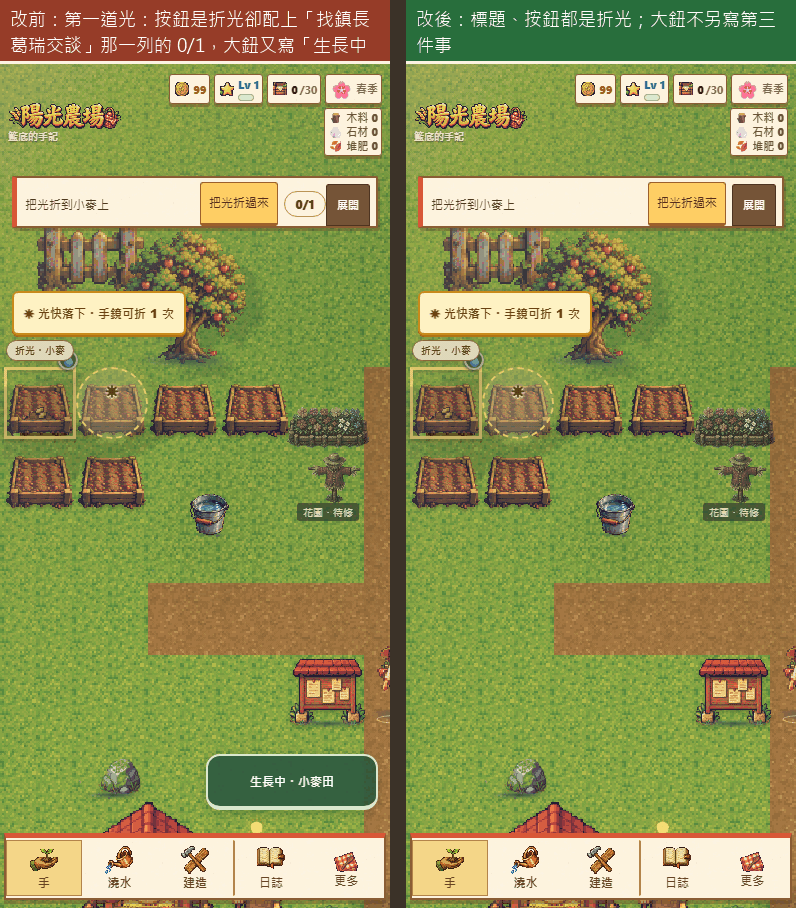 改前：第一道光：按鈕是折光卻配上「找鎮長
葛瑞交談」那一列的 0/1，大鈕又寫「生長中
99
Lv 1
0/30
春季
陽光農場
籃底的手記
木料 0
石材 0
堆肥 0
把光折到小麥上
把光折過來
0/1
展開
光快落下・手鏡可折 1 次
折光・小麥
花園・待修
生長中・小麥田
手
澆水
建造
日誌
更多
改後：標題、按鈕都是折光；大鈕不另寫第三
件事
99
Lv 1
0/30
春季
陽光農場
籃底的手記
木料 0
石材 0
堆肥 0
把光折到小麥上
把光折過來
展開
光快落下・手鏡可折 1 次
折光・小麥
花園・待修
手
澆水
建造
日誌
更多